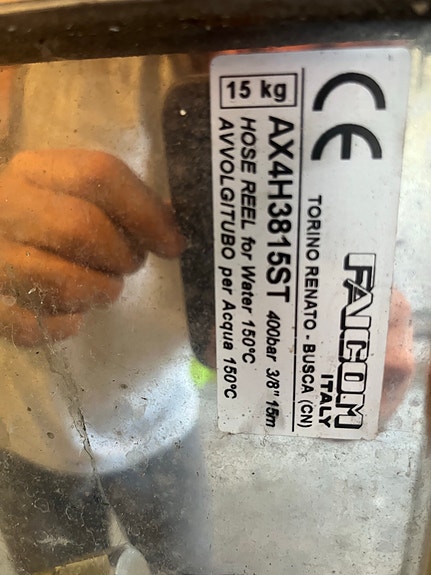 CE
FAICOM
ITALY
TORINO RENATO - BUSCA (CN)
15 kg
AX4H3815ST 400bar 3/8" 15m
HOSE REEL for Water 150°C
AVVOLGITUBO per Acqua 150°C